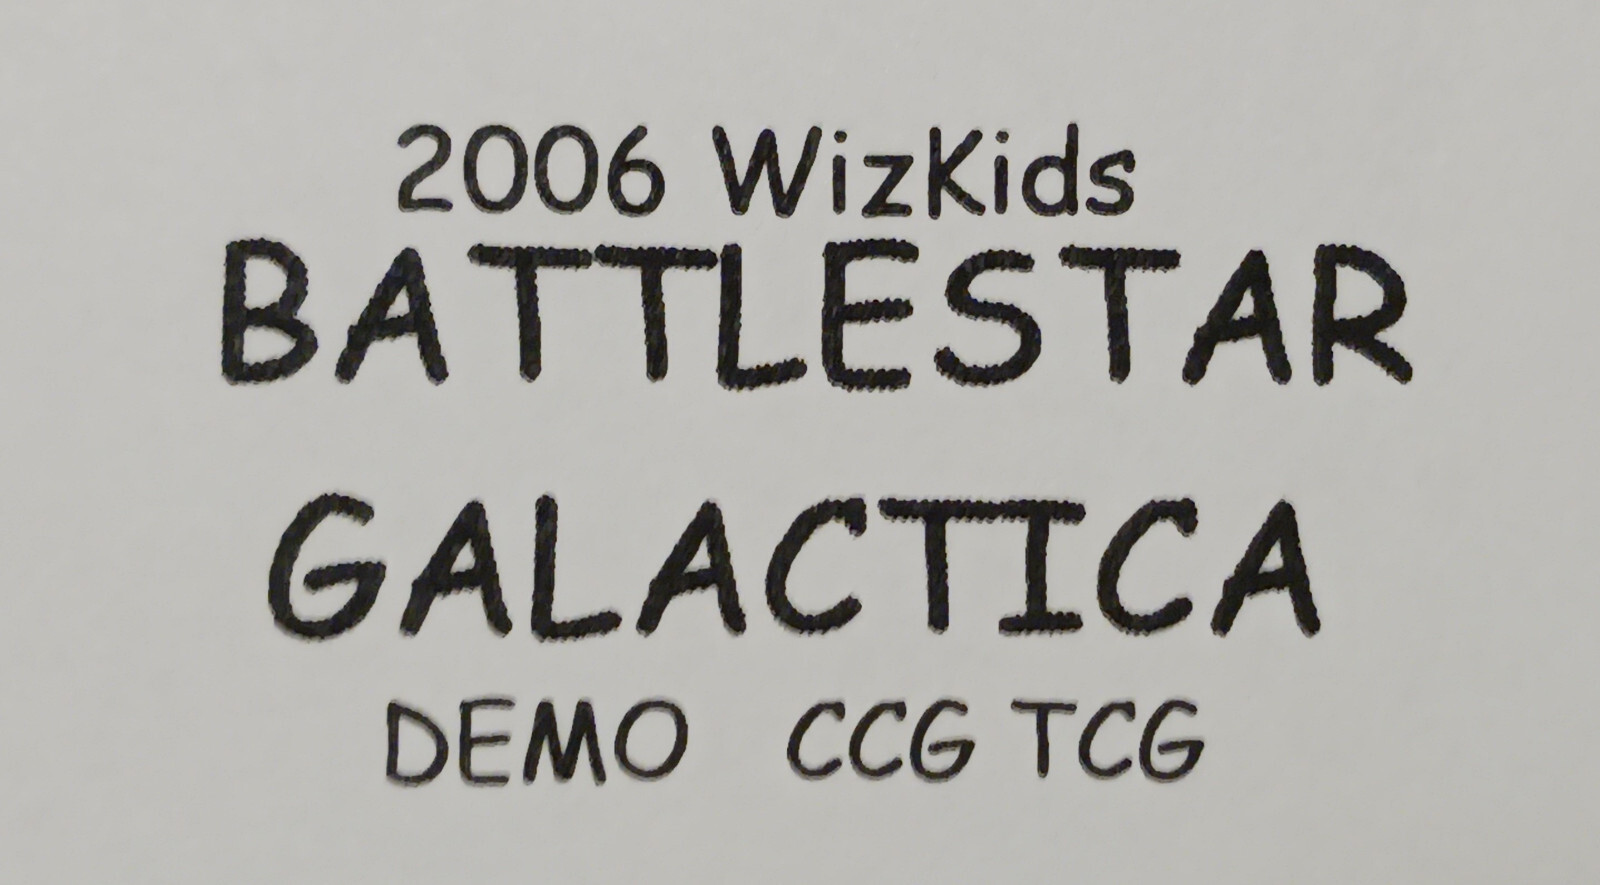 2006 WizKids
BATTLESTAR
GALACTICA
DEMO CCG TCG